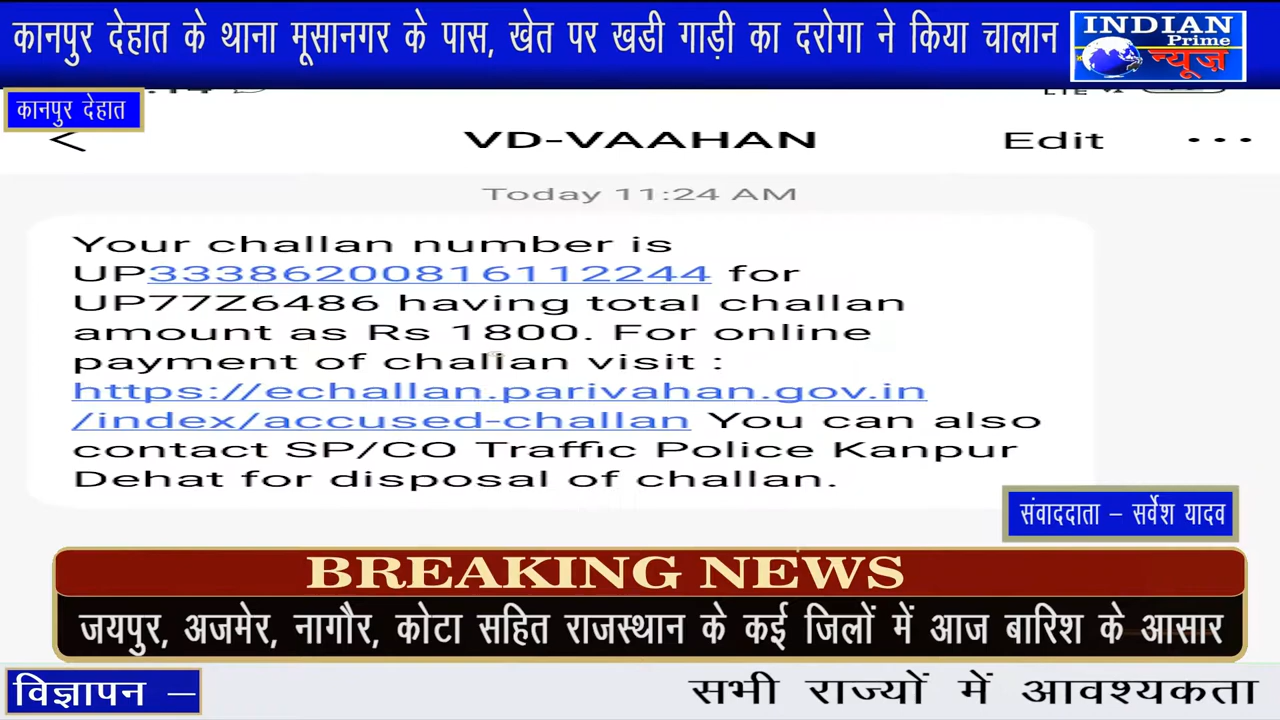 कानपुर देहात के थाना मूसानगर के पास, खेत पर खडी गाड़ी का दरोगा ने किया चालान
INDIAN
Prime
न्यूज़
कानपुर देहात
VD-VAAHAN
Edit
Today 11:24 AM
Your challan number is
UP33386200816112244 for
UP77Z6486 having total challan
amount as Rs 1800. For online
payment of challan visit :
https://echallan.parivahan.gov.in
/index/accused-challan You can also
contact SP/CO Traffic Police Kanpur
Dehat for disposal of challan.
संवाददाता – सर्वेश यादव
BREAKING NEWS
जयपुर, अजमेर, नागौर, कोटा सहित राजस्थान के कई जिलों में आज बारिश के आसार
विज्ञापन –
सभी राज्यों में आवश्यकता